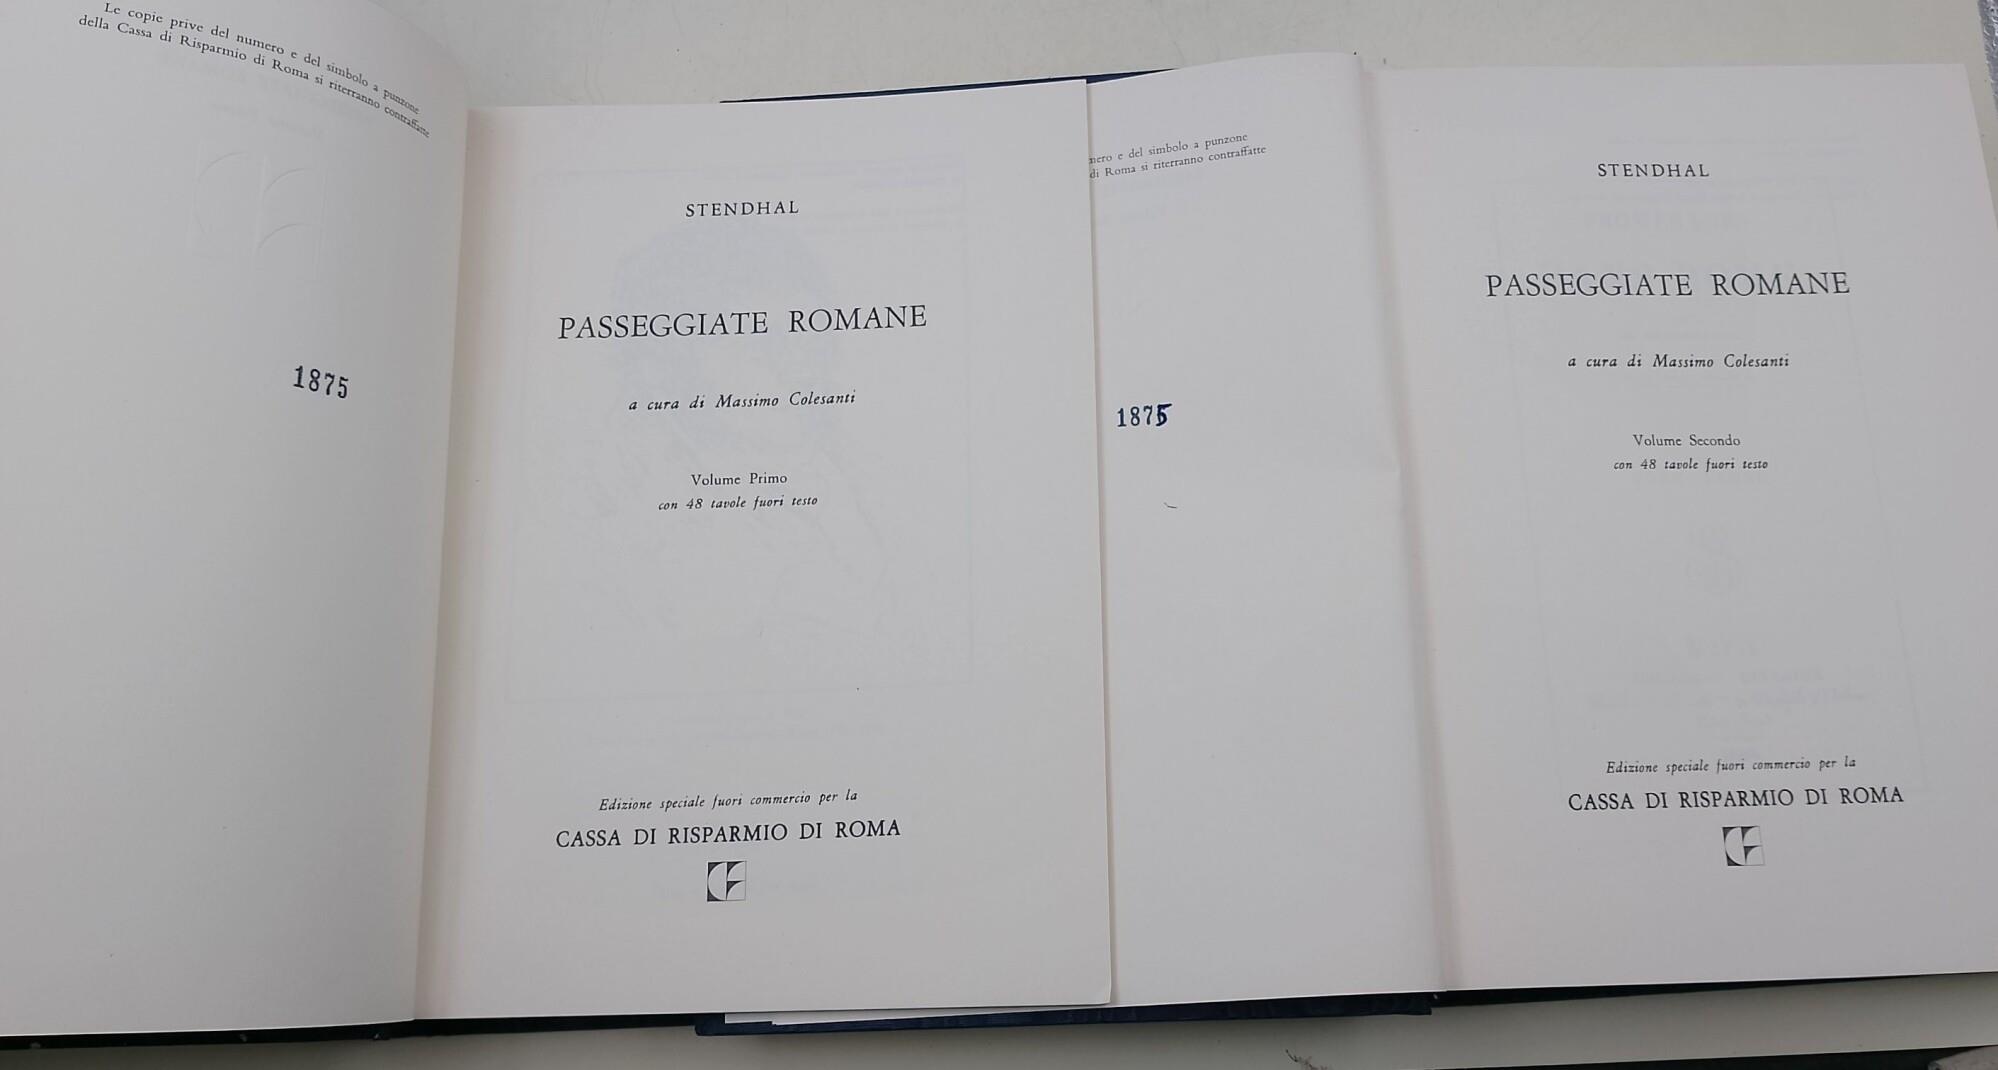 Le copie prive del numero e del simbolo a punzone
della Cassa di Risparmio di Roma si riterranno contraffatte
1875
STENDHAL
PASSEGGIATE ROMANE
a cura di Massimo Colesanti
Volume Primo
con 48 tavole fuori testo
Edizione speciale fuori commercio per la
CASSA DI RISPARMIO DI ROMA
e del simbolo a punzone
di Roma si riterranno contraffatte
1875
STENDHAL
PASSEGGIATE ROMANE
a cura di Massimo Colesanti
Volume Secondo
con 48 tavole fuori testo
Edizione speciale fuori commercio per la
CASSA DI RISPARMIO DI ROMA